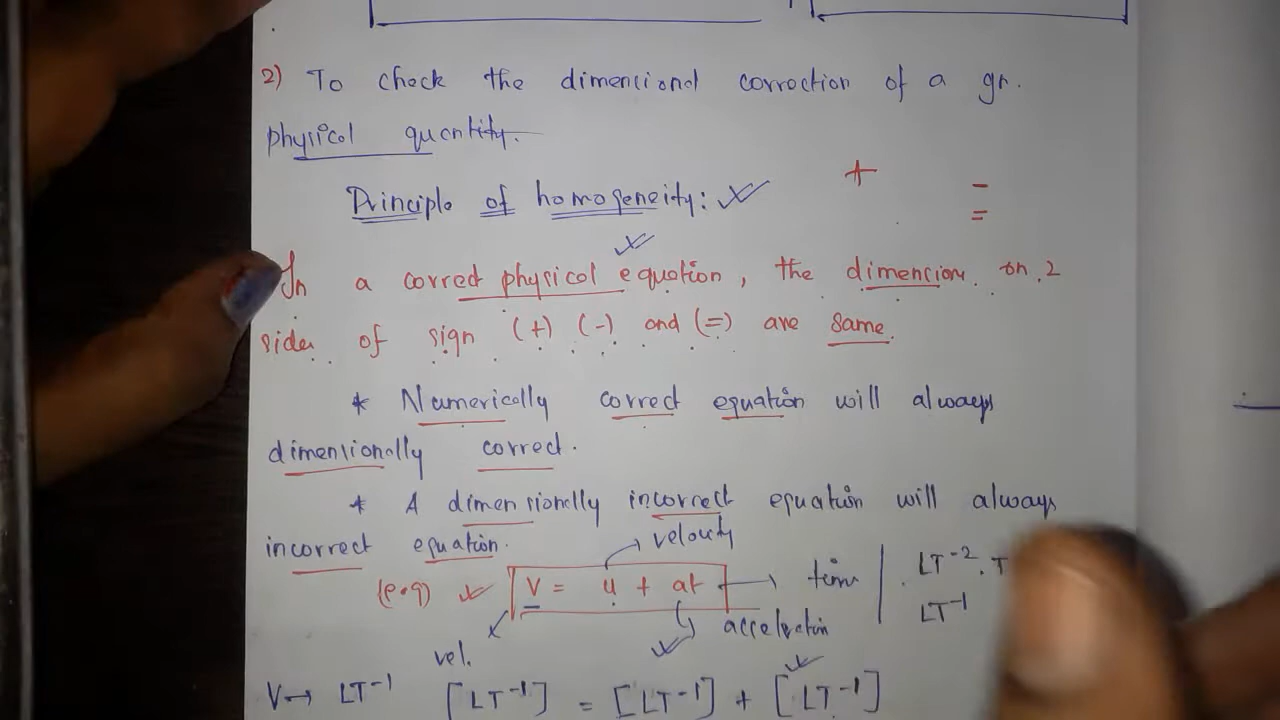 2) To check the dimensional correction of a gn.
physical quantity.
Principle of homogeneity:
+ - =
In a correct physical equation, the dimension on 2
side of sign (+) (-) and (=) are same.
* Numerically correct equation will always
dimensionally correct.
* A dimensionally incorrect equation will always
incorrect equation.
velocity
(e.g) V = u + at time LT⁻² . T
LT⁻¹
acceleration
vel.
V→ LT⁻¹ [LT⁻¹] = [LT⁻¹] + [LT⁻¹]